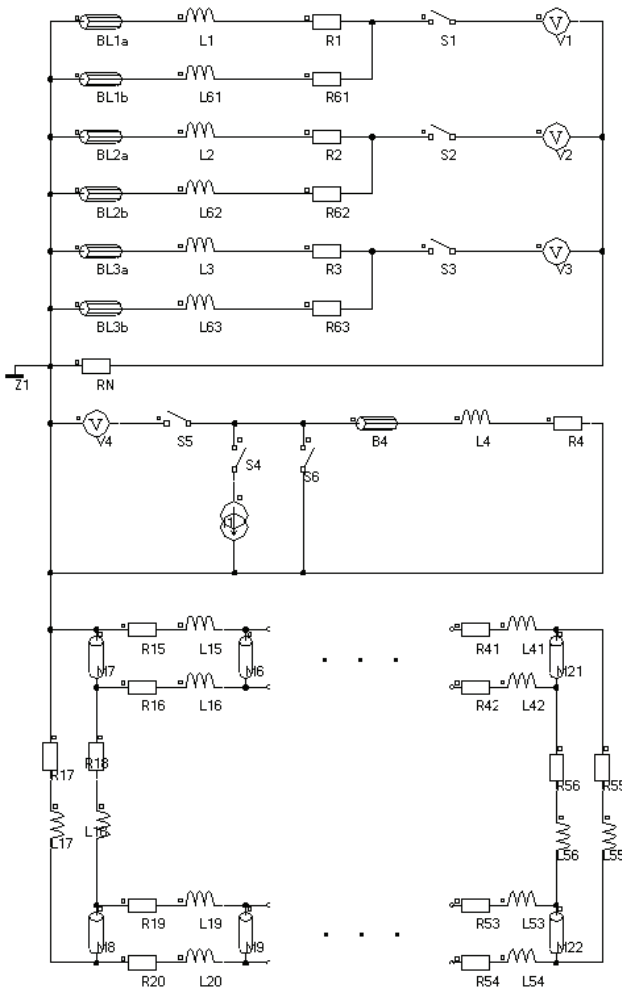 BL1a L1 R1 S1 V V1
BL1b L61 R61
BL2a L2 R2 S2 V V2
BL2b L62 R62
BL3a L3 R3 S3 V V3
BL3b L63 R63
Z1 RN
V V4 S5 B4 L4 R4
S4 S6
I1
M7 R15 L15 M6 R41 L41 M21
R16 L16 R42 L42
R17 R18 R56 R55
L17 L18 L56 L55
M8 R19 L19 M9 R53 L53 M22
R20 L20 R54 L54